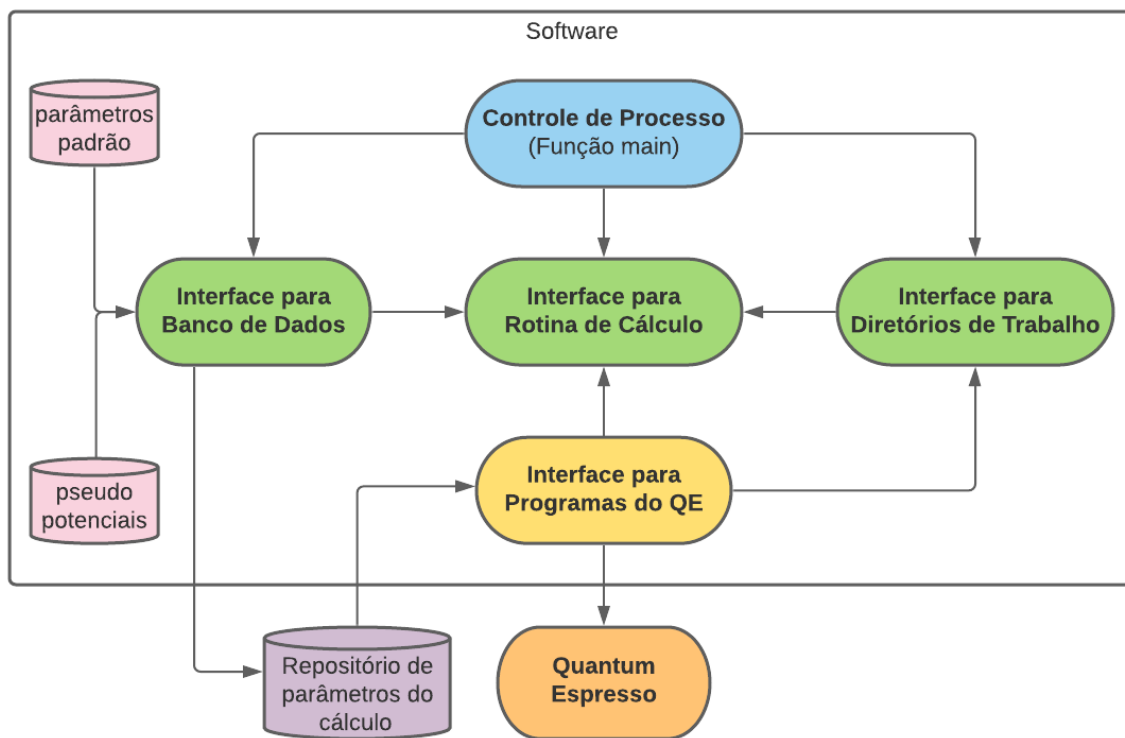 Software
parâmetros
padrão
Controle de Processo
(Função main)
Interface para
Banco de Dados
Interface para
Rotina de Cálculo
Interface para
Diretórios de Trabalho
pseudo
potenciais
Interface para
Programas do QE
Repositório de
parâmetros do
cálculo
Quantum
Espresso